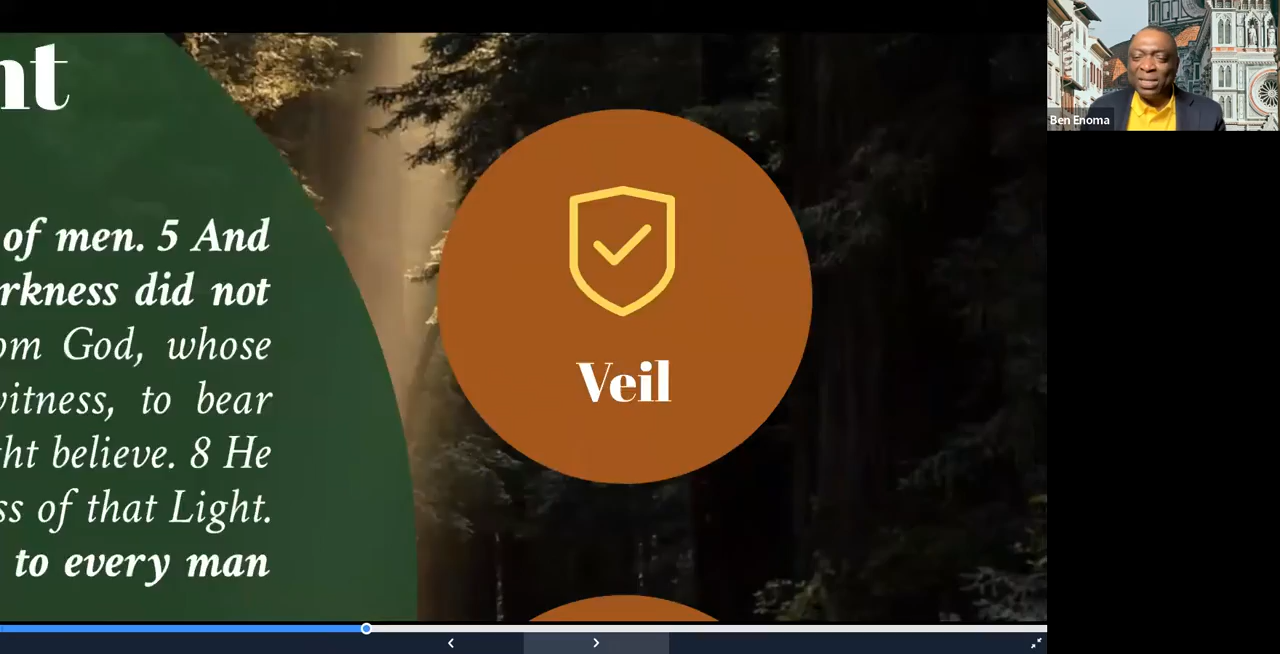 nt
of men. 5 And
rkness did not
om God, whose
vitness, to bear
ht believe. 8 He
ss of that Light.
to every man
Veil
Ben Enoma